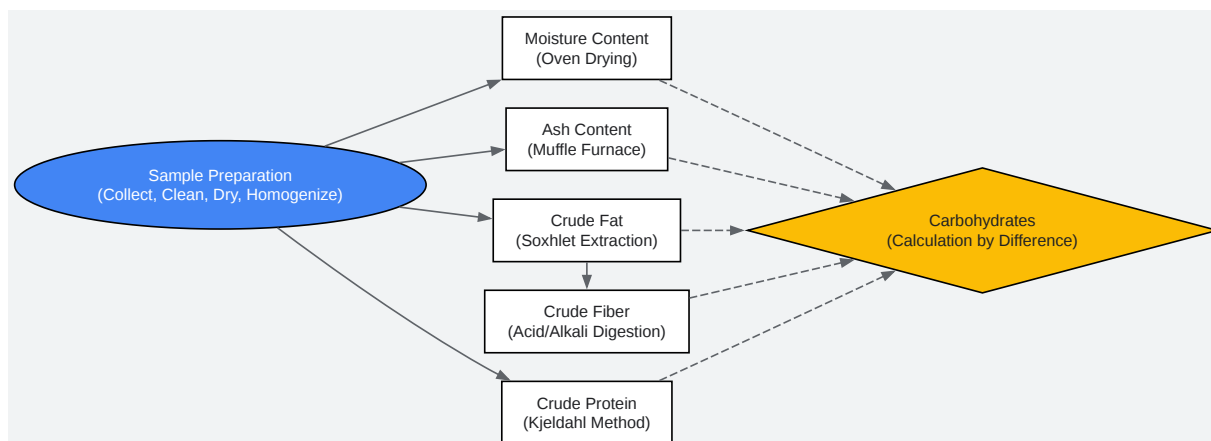 Sample Preparation
(Collect, Clean, Dry, Homogenize)
Moisture Content
(Oven Drying)
Ash Content
(Muffle Furnace)
Crude Fat
(Soxhlet Extraction)
Crude Fiber
(Acid/Alkali Digestion)
Crude Protein
(Kjeldahl Method)
Carbohydrates
(Calculation by Difference)